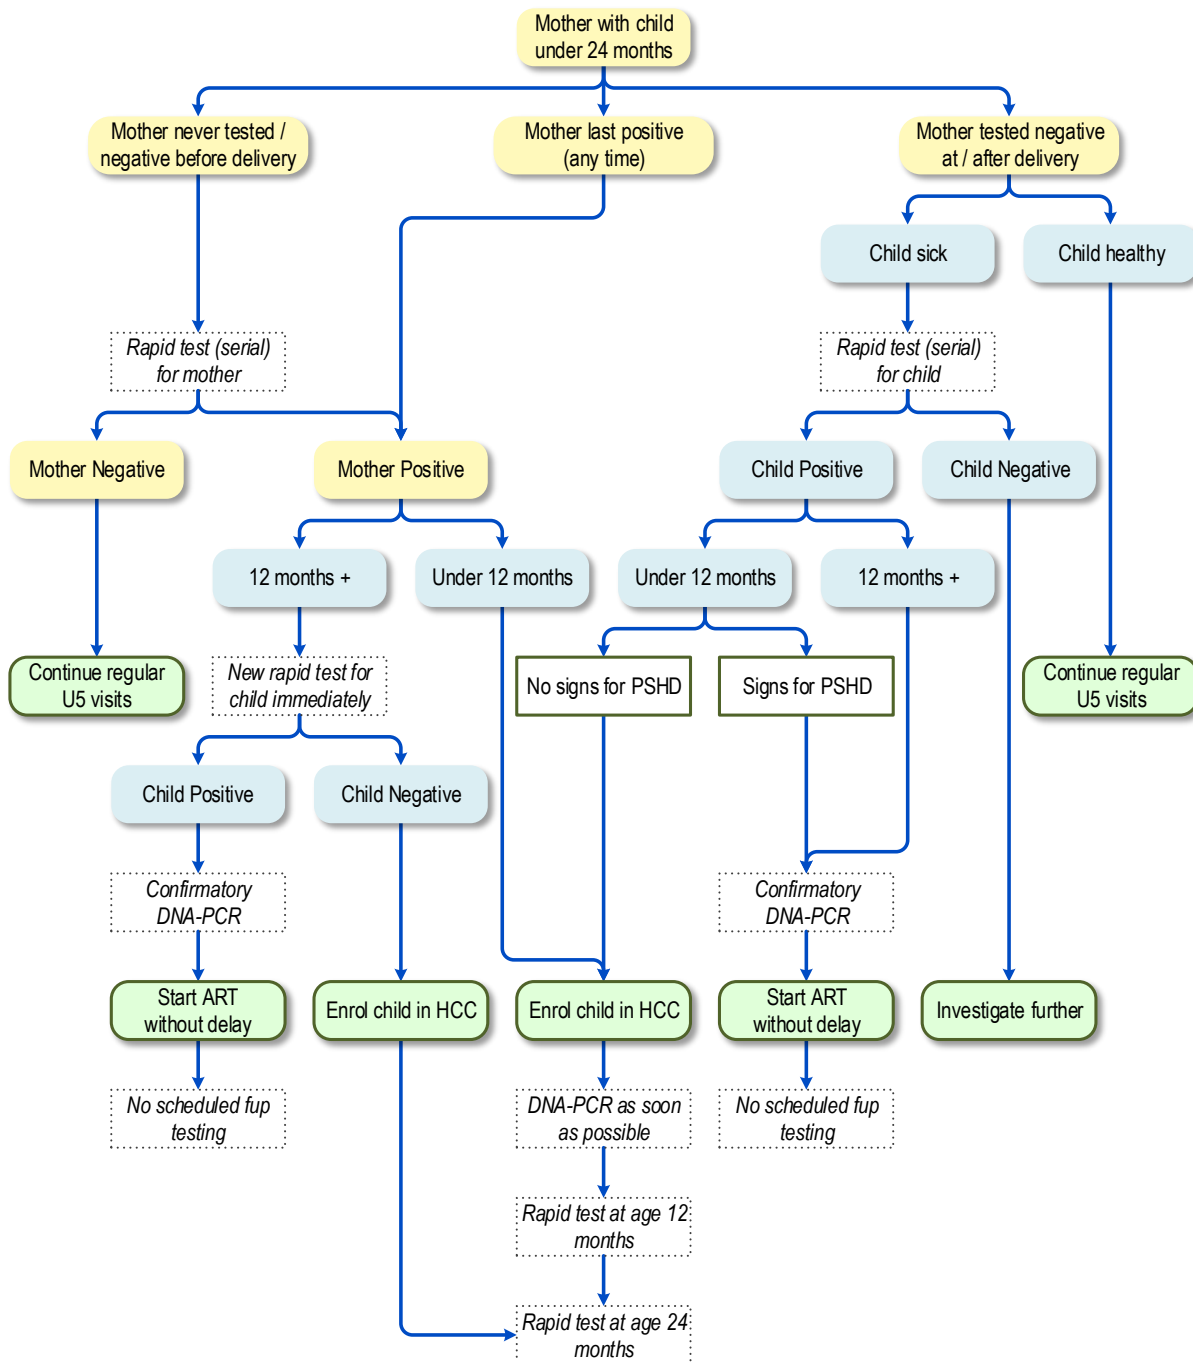 Mother with child
under 24 months
Mother never tested /
negative before delivery
Mother last positive
(any time)
Mother tested negative
at / after delivery
Child sick
Child healthy
Rapid test (serial)
for mother
Rapid test (serial)
for child
Mother Negative
Mother Positive
Child Positive
Child Negative
12 months +
Under 12 months
Under 12 months
12 months +
Continue regular
U5 visits
New rapid test for
child immediately
No signs for PSHD
Signs for PSHD
Continue regular
U5 visits
Child Positive
Child Negative
Confirmatory
DNA-PCR
Confirmatory
DNA-PCR
Start ART
without delay
Enrol child in HCC
Enrol child in HCC
Start ART
without delay
Investigate further
No scheduled fup
testing
DNA-PCR as soon
as possible
No scheduled fup
testing
Rapid test at age 12
months
Rapid test at age 24
months